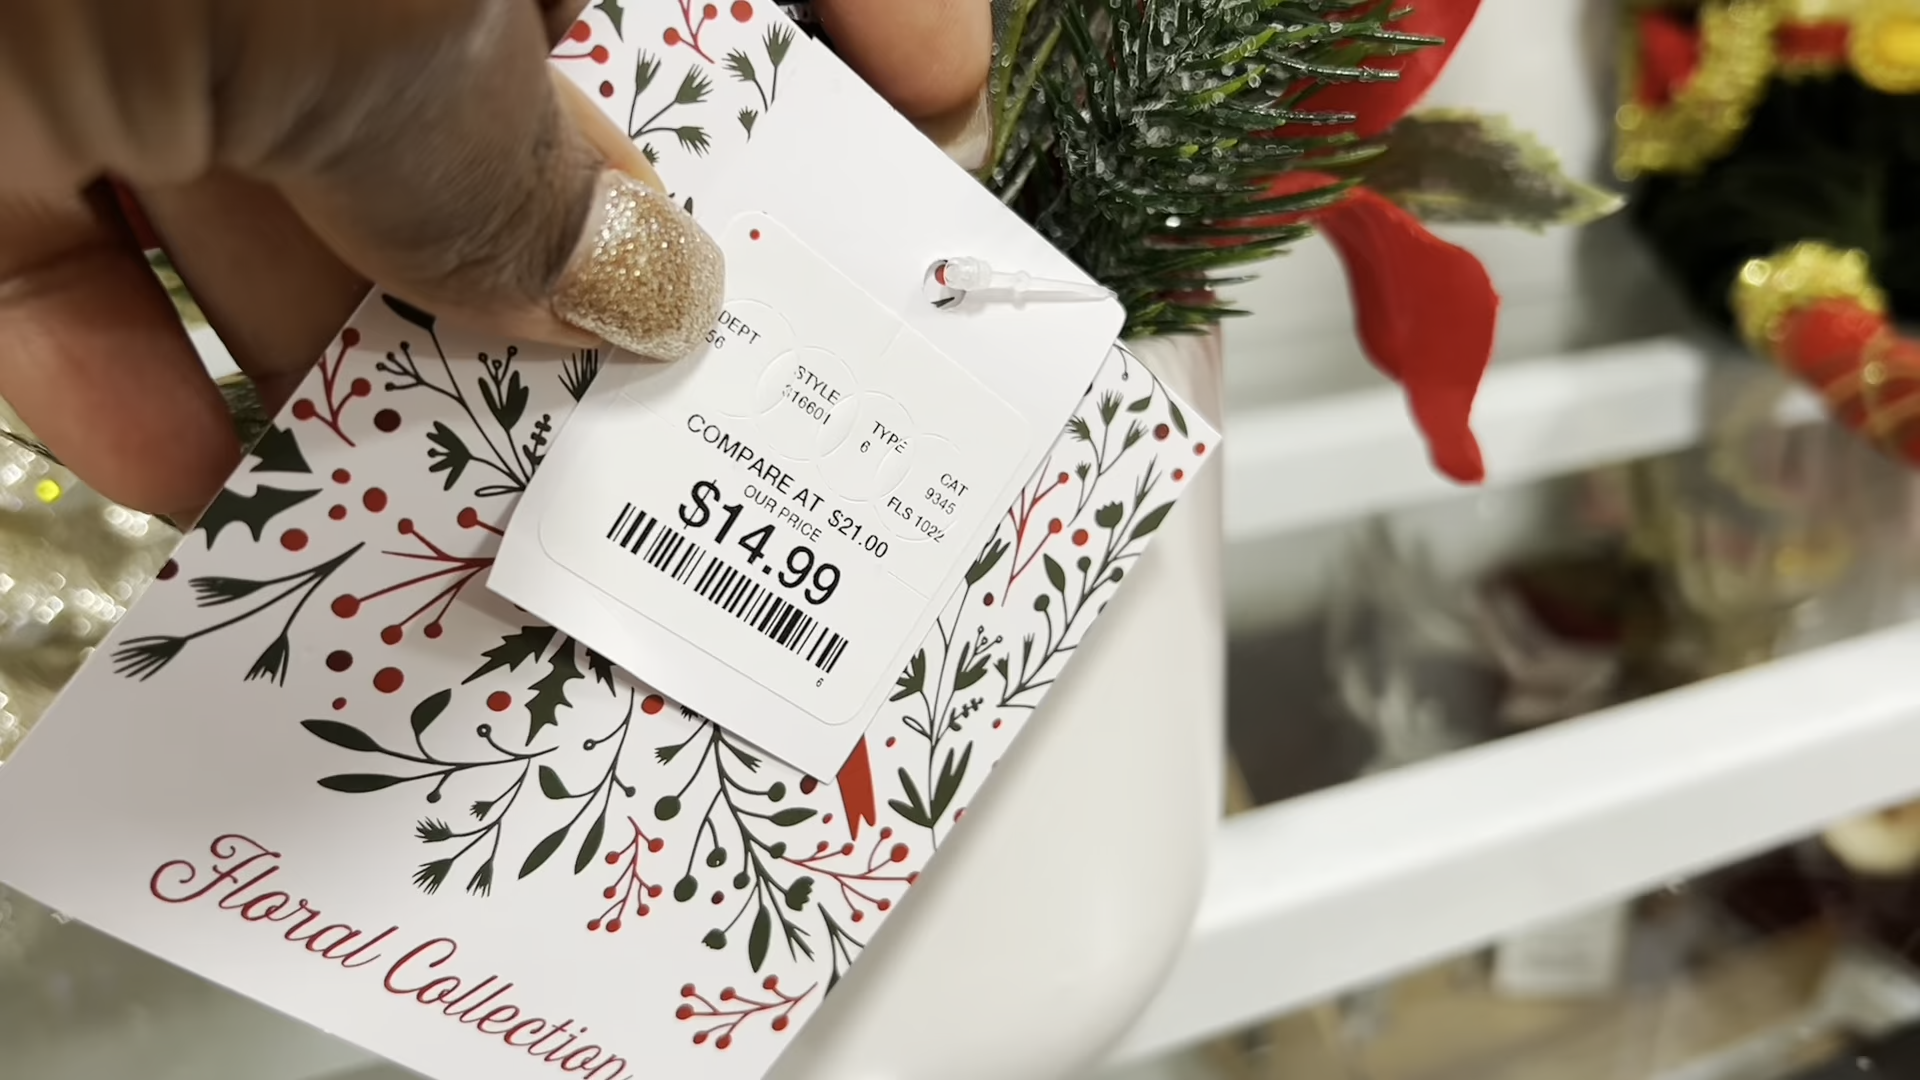 DEPT
56
STYLE
316601
TYPE
6
CAT
9345
FLS 1022
COMPARE AT $21.00
OUR PRICE
$14.99
6
Floral Collection